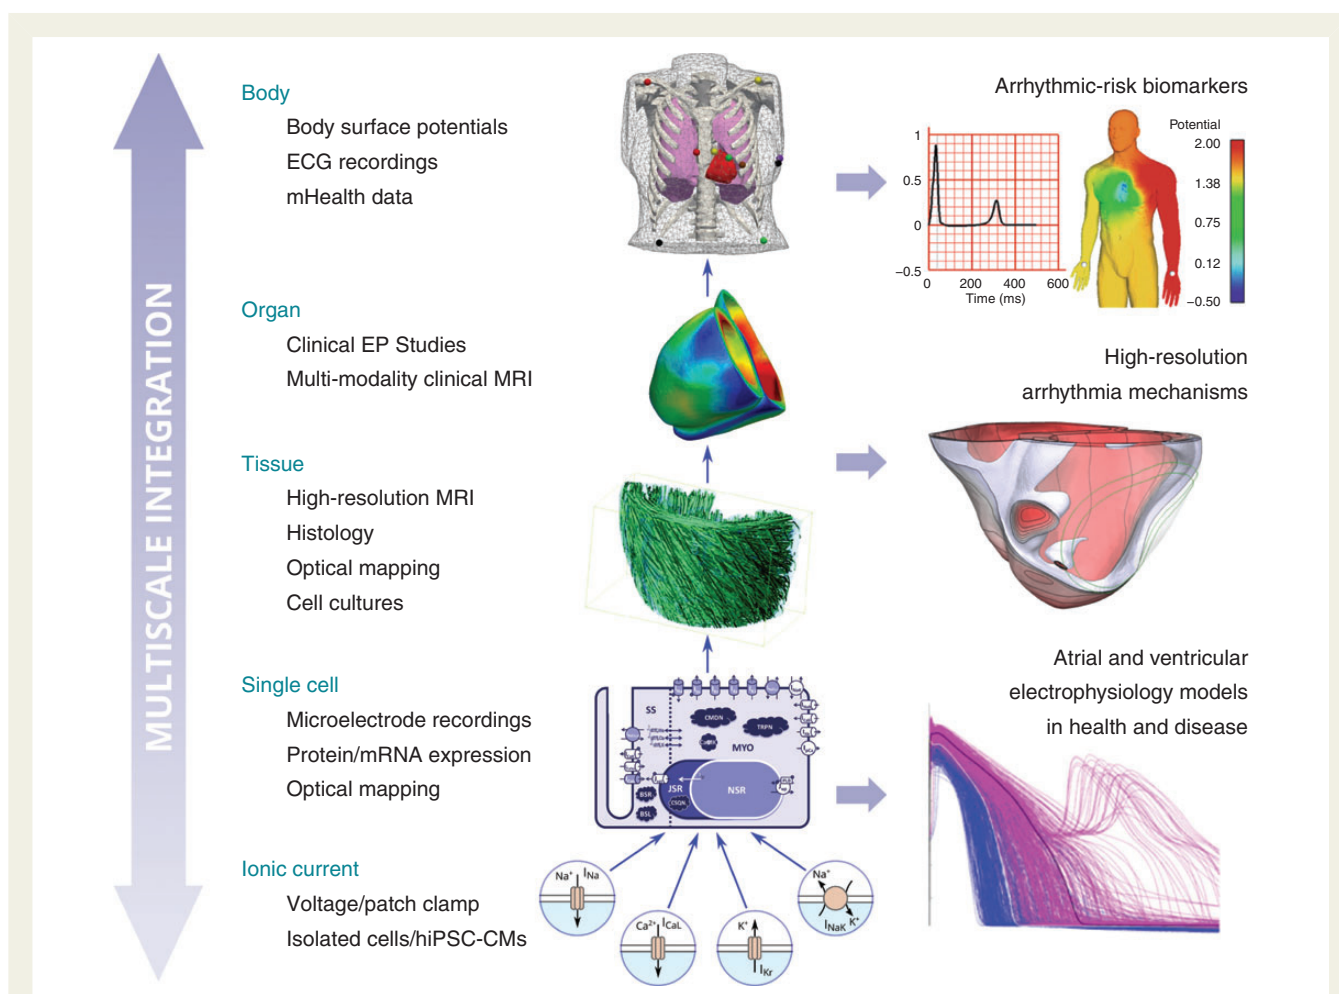 MULTISCALE INTEGRATION
Body
Body surface potentials
ECG recordings
mHealth data
Organ
Clinical EP Studies
Multi-modality clinical MRI
Tissue
High-resolution MRI
Histology
Optical mapping
Cell cultures
Single cell
Microelectrode recordings
Protein/mRNA expression
Optical mapping
Ionic current
Voltage/patch clamp
Isolated cells/hiPSC-CMs
SS
CMDN
TRPN
MYO
JSR
NSR
BSR
CSQN
BSL
Na⁺ INa
Ca²⁺ ICaL
K⁺
IKr
Na⁺
INaK K⁺
Arrhythmic-risk biomarkers
1
0.5
0
−0.5
0 200 400 600
Time (ms)
Potential
2.00
1.38
0.75
0.12
−0.50
High-resolution
arrhythmia mechanisms
Atrial and ventricular
electrophysiology models
in health and disease